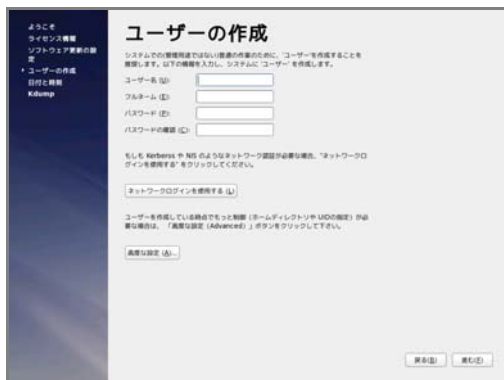 ようこそ
ライセンス情報
ソフトウェア更新の設
定
ユーザーの作成
日付と時刻
Kdump
ユーザーの作成
システムでの(管理用途ではない)普通の作業のために、'ユーザー'を作成することを
推奨します。以下の情報を入力し、システムに 'ユーザー' を作成します。
ユーザー名 (U):
フルネーム (E):
パスワード (P):
パスワードの確認 (C):
もしも Kerberos や NIS のようなネットワーク認証が必要な場合、"ネットワークロ
グインを使用する" をクリックしてください。
ネットワークログインを使用する (L)
ユーザーを作成している時点でもっと制御 (ホームディレクトリや UIDの指定) が必
要な場合は、「高度な設定 (Advanced)」ボタンをクリックして下さい。
高度な設定 (A)...
戻る(B)
進む(F)